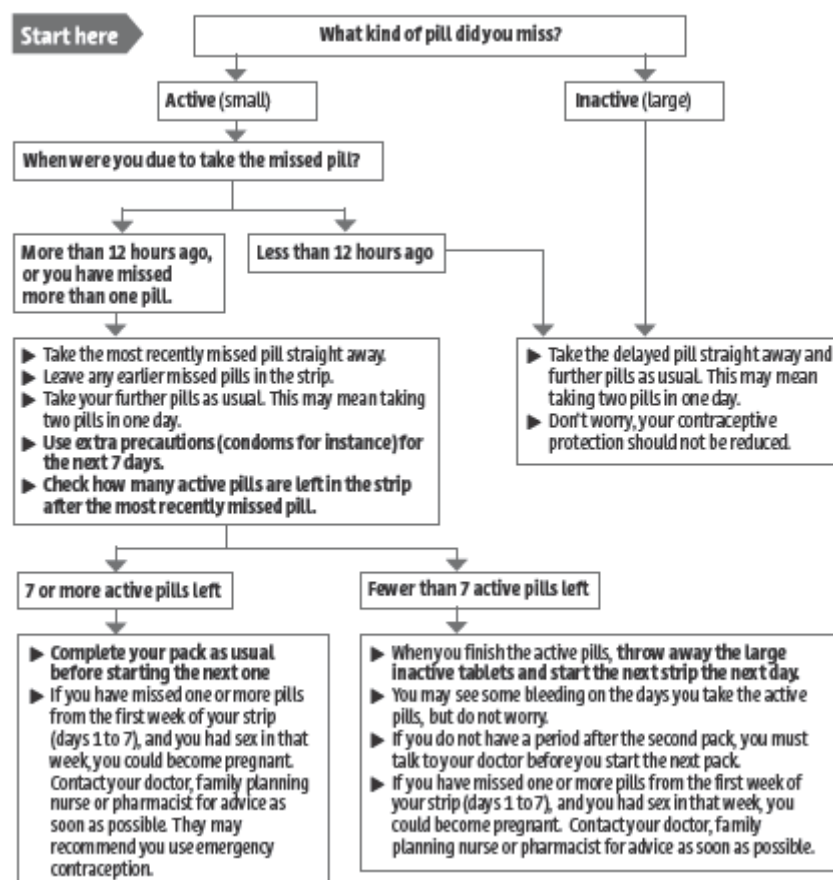 Start here
What kind of pill did you miss?
Active (small)
Inactive (large)
When were you due to take the missed pill?
More than 12 hours ago,
or you have missed
more than one pill.
Less than 12 hours ago
▶ Take the most recently missed pill straight away.
▶ Leave any earlier missed pills in the strip.
▶ Take your further pills as usual. This may mean taking
two pills in one day.
▶ Use extra precautions (condoms for instance) for
the next 7 days.
▶ Check how many active pills are left in the strip
after the most recently missed pill.
▶ Take the delayed pill straight away and
further pills as usual. This may mean
taking two pills in one day.
▶ Don't worry, your contraceptive
protection should not be reduced.
7 or more active pills left
Fewer than 7 active pills left
▶ Complete your pack as usual
before starting the next one
▶ If you have missed one or more pills
from the first week of your strip
(days 1 to 7), and you had sex in that
week, you could become pregnant.
Contact your doctor, family planning
nurse or pharmacist for advice as
soon as possible. They may
recommend you use emergency
contraception.
▶ When you finish the active pills, throw away the large
inactive tablets and start the next strip the next day.
▶ You may see some bleeding on the days you take the active
pills, but do not worry.
▶ If you do not have a period after the second pack, you must
talk to your doctor before you start the next pack.
▶ If you have missed one or more pills from the first week of
your strip (days 1 to 7), and you had sex in that week, you
could become pregnant. Contact your doctor, family
planning nurse or pharmacist for advice as soon as possible.